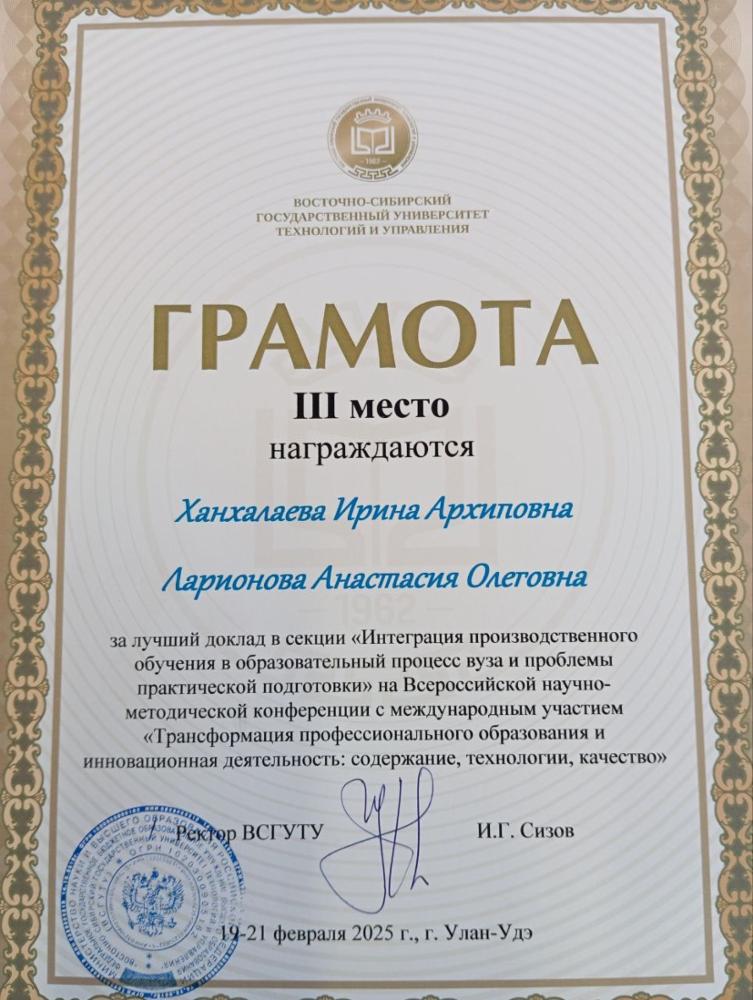 1962
ВОСТОЧНО-СИБИРСКИЙ
ГОСУДАРСТВЕННЫЙ УНИВЕРСИТЕТ
ТЕХНОЛОГИЙ И УПРАВЛЕНИЯ
ГРАМОТА
III место
награждаются
Ханхалаева Ирина Архиповна
Ларионова Анастасия Олеговна
1962
за лучший доклад в секции «Интеграция производственного
обучения в образовательный процесс вуза и проблемы
практической подготовки» на Всероссийской научно-
методической конференции с международным участием
«Трансформация профессионального образования и
инновационная деятельность: содержание, технологии, качество»
Ректор ВСГУТУ И.Г. Сизов
19-21 февраля 2025 г., г. Улан-Удэ